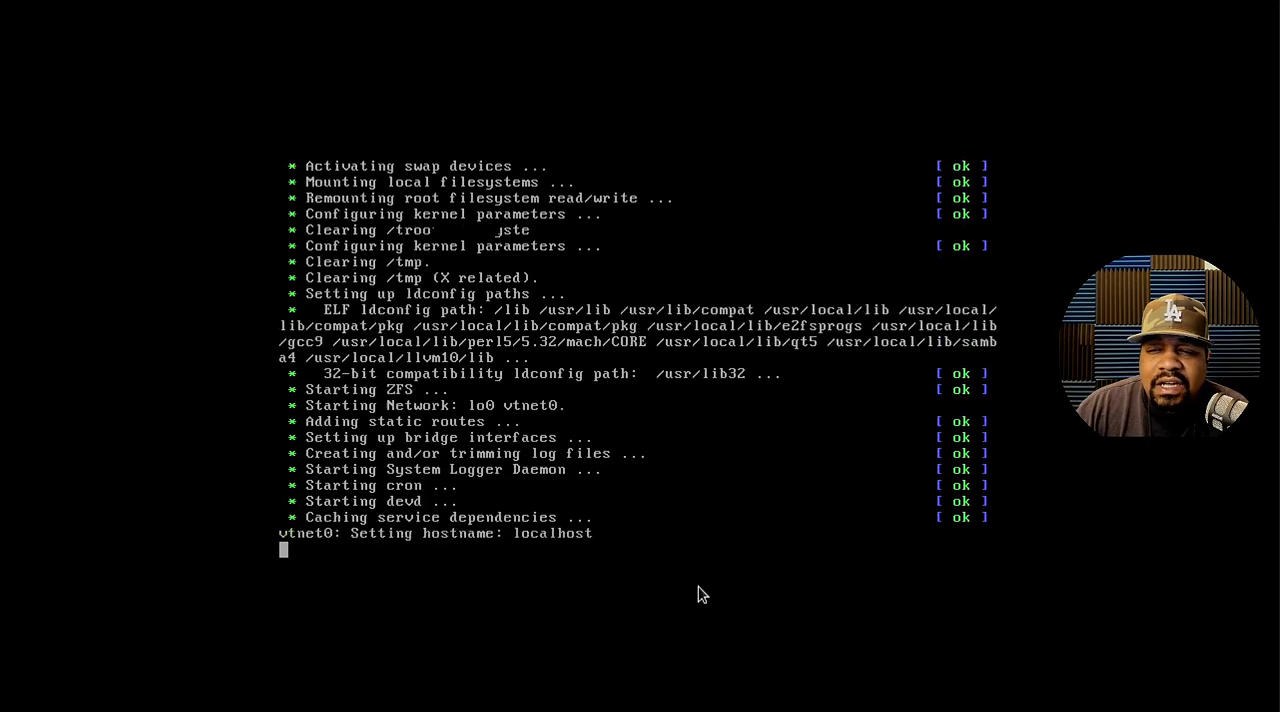 * Activating swap devices ... [ ok ]
* Mounting local filesystems ... [ ok ]
* Remounting root filesystem read/write ... [ ok ]
* Configuring kernel parameters ... [ ok ]
* Clearing /troo yste
* Configuring kernel parameters ... [ ok ]
* Clearing /tmp.
* Clearing /tmp (X related).
* Setting up ldconfig paths ...
* ELF ldconfig path: /lib /usr/lib /usr/lib/compat /usr/local/lib /usr/local/
lib/compat/pkg /usr/local/lib/compat/pkg /usr/local/lib/e2fsprogs /usr/local/lib
/gcc9 /usr/local/lib/perl5/5.32/mach/CORE /usr/local/lib/qt5 /usr/local/lib/samb
a4 /usr/local/llvm10/lib ...
* 32-bit compatibility ldconfig path: /usr/lib32 ... [ ok ]
* Starting ZFS ... [ ok ]
* Starting Network: lo0 vtnet0.
* Adding static routes ... [ ok ]
* Setting up bridge interfaces ... [ ok ]
* Creating and/or trimming log files ... [ ok ]
* Starting System Logger Daemon ... [ ok ]
* Starting cron ... [ ok ]
* Starting devd ... [ ok ]
* Caching service dependencies ... [ ok ]
vtnet0: Setting hostname: localhost
LA